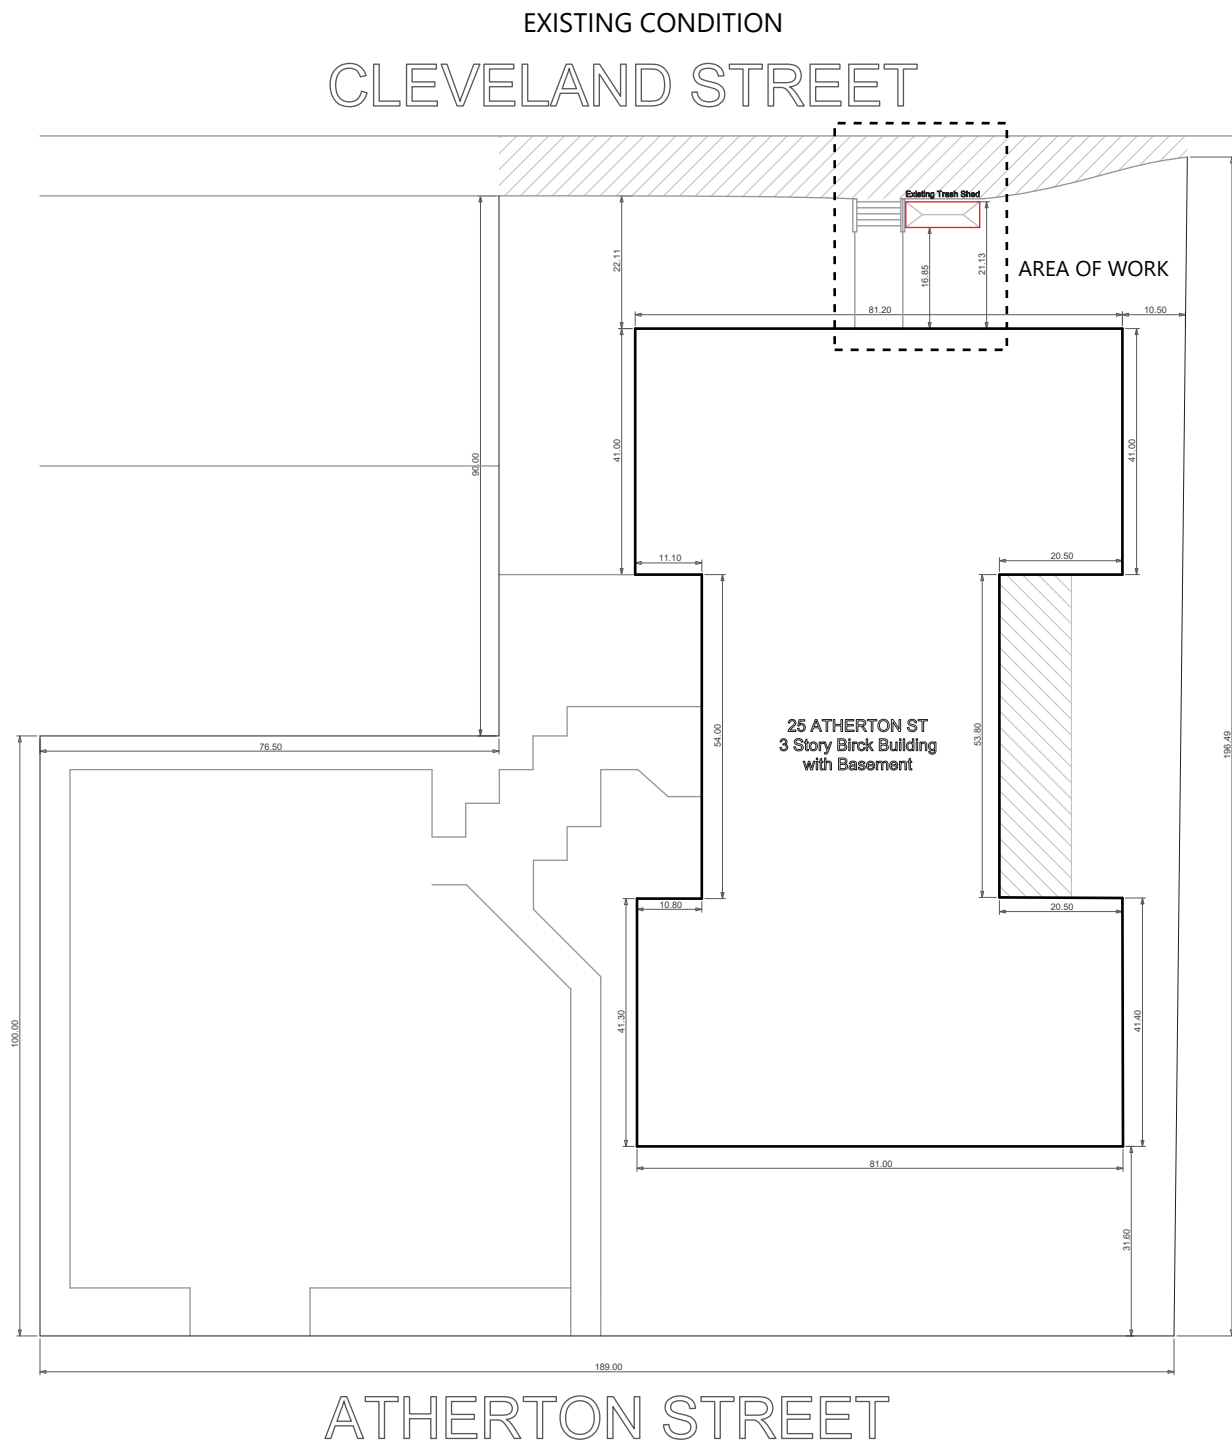 EXISTING CONDITION
CLEVELAND STREET
Existing Trash Shed
22.11
16.85
21.13
AREA OF WORK
81.20
10.50
41.00
41.00
90.00
11.10
20.50
54.00
25 ATHERTON ST
3 Story Birck Building
with Basement
53.80
196.49
76.50
10.80
20.50
100.00
41.30
41.40
81.00
31.60
189.00
ATHERTON STREET